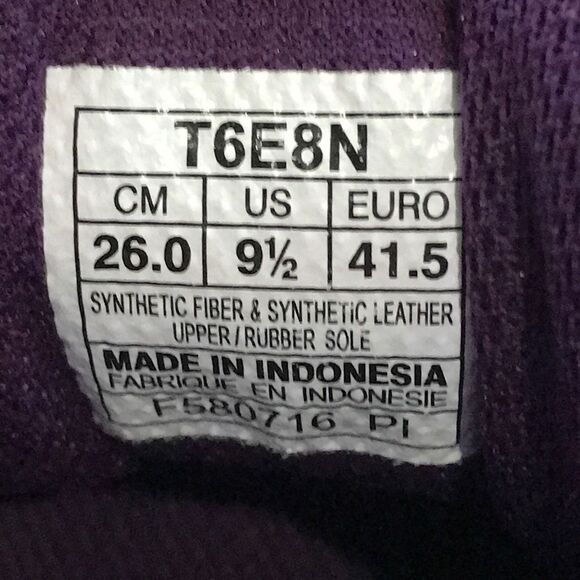 T6E8N
CM US EURO
26.0 9½ 41.5
SYNTHETIC FIBER & SYNTHETIC LEATHER
UPPER/RUBBER SOLE
MADE IN INDONESIA
FABRIQUE EN INDONESIE
F580716 PI